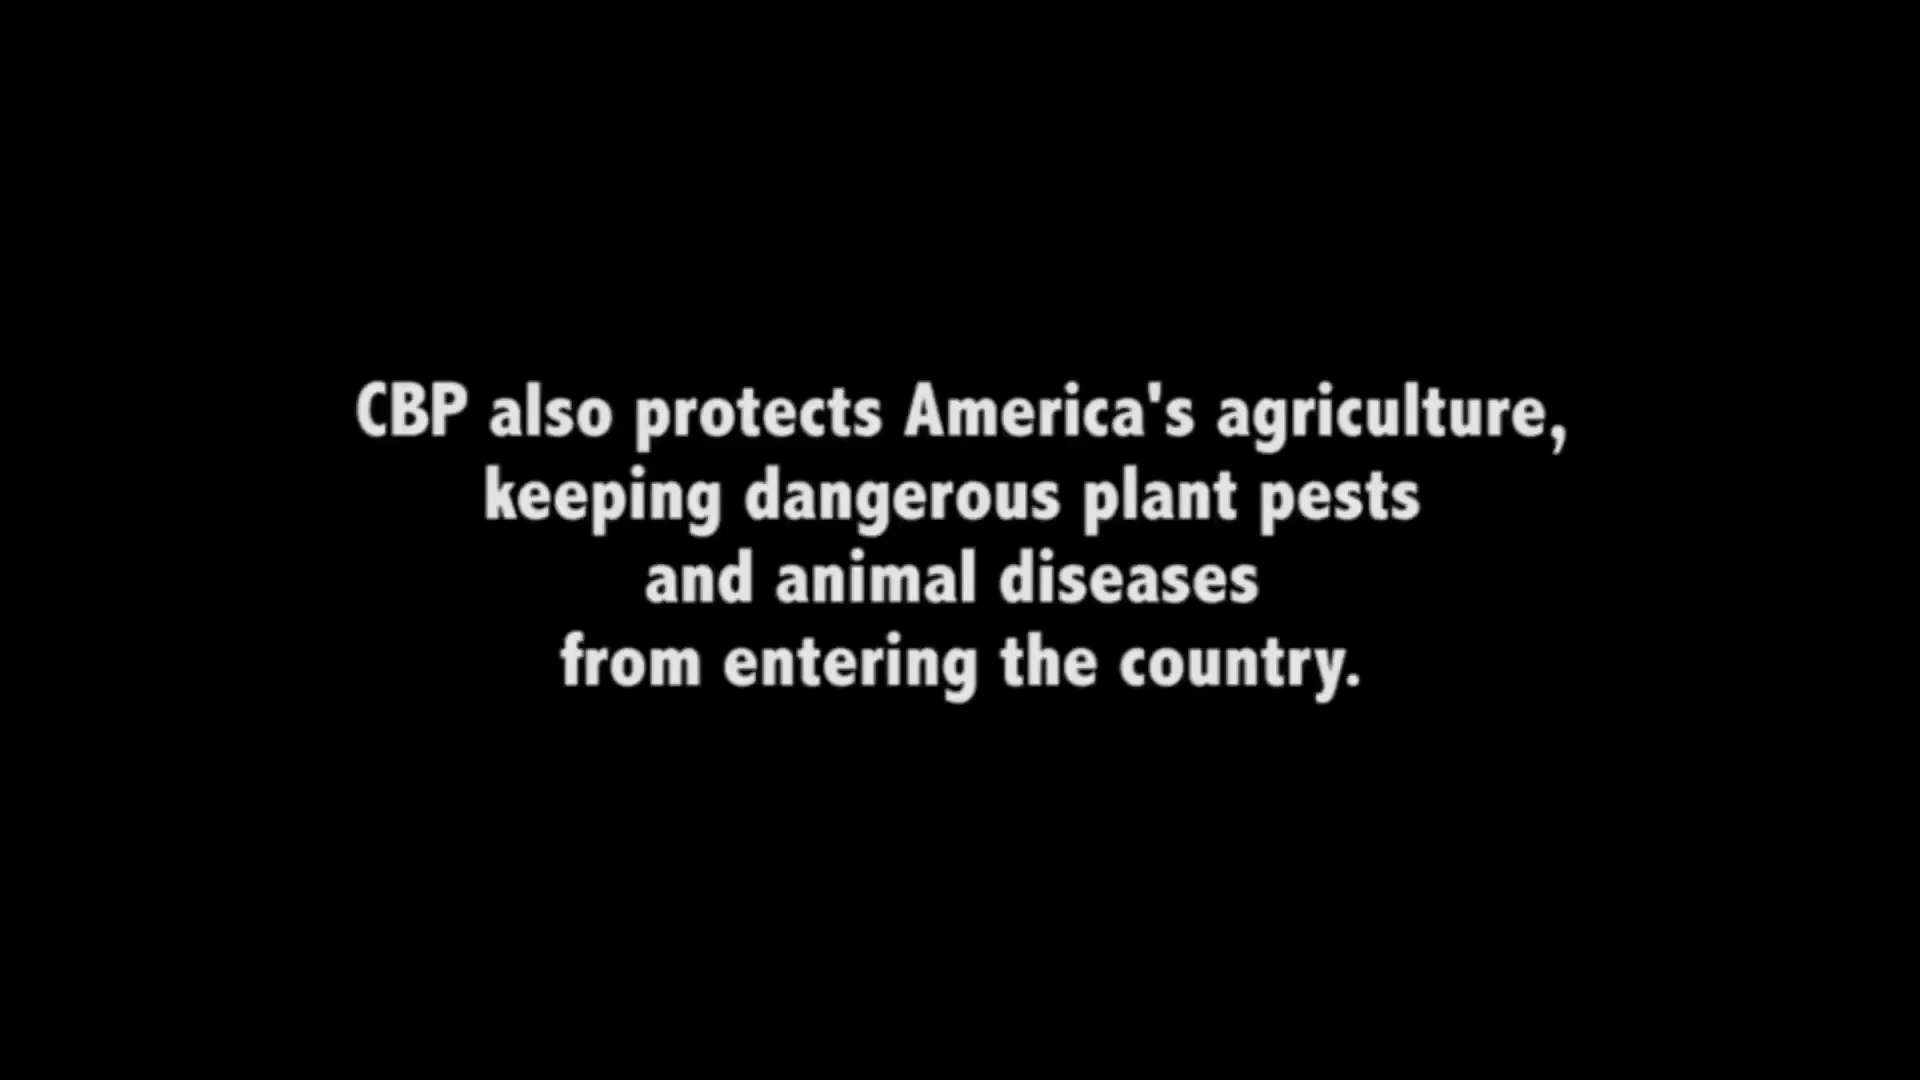 CBP also protects America's agriculture,
keeping dangerous plant pests
and animal diseases
from entering the country.